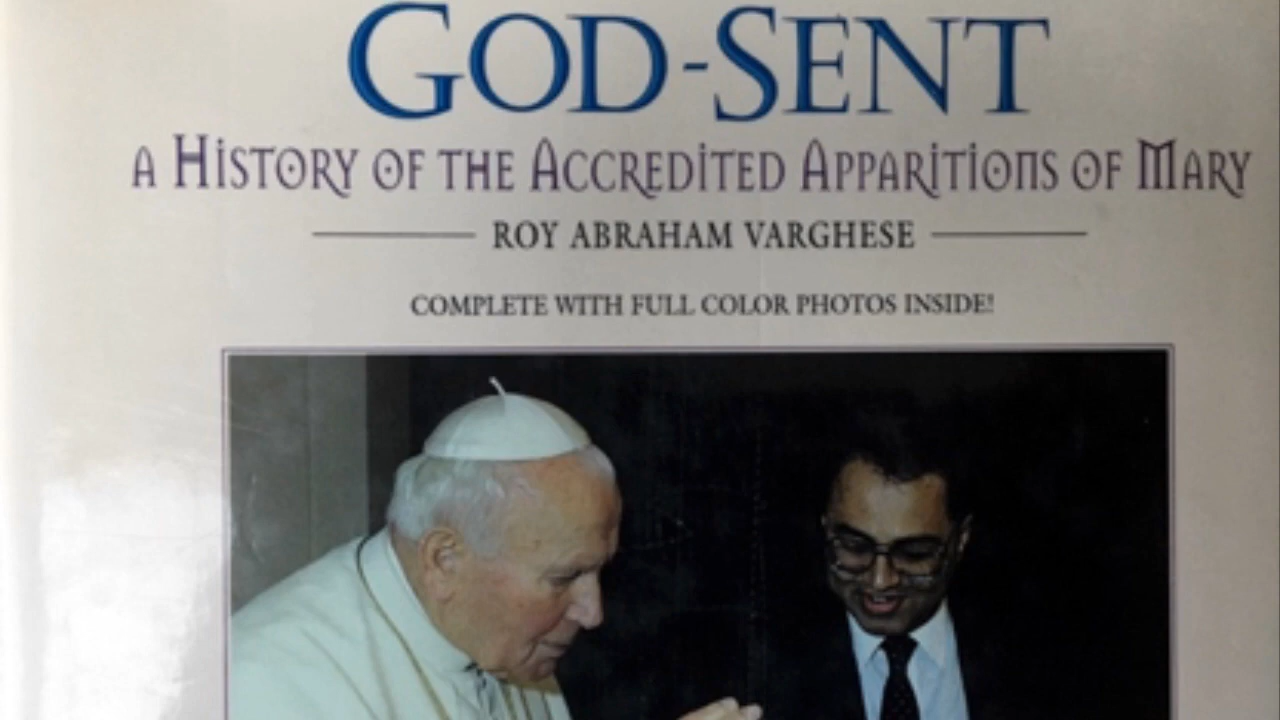 GOD-SENT
A HISTORY OF THE ACCREDITED APPARITIONS OF MARY
ROY ABRAHAM VARGHESE
COMPLETE WITH FULL COLOR PHOTOS INSIDE!